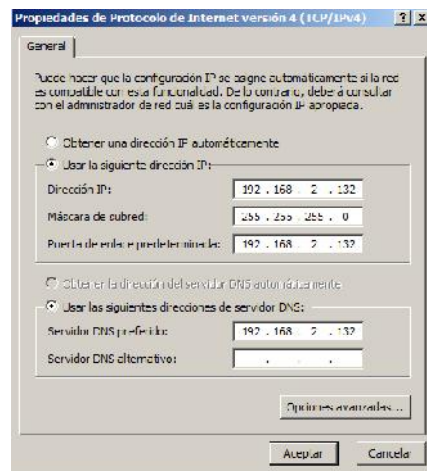 Propiedades de Protocolo de Internet versión 4 (TCP/IPv4)
General
Puede hacer que la configuración IP se asigne automáticamente si la red
es compatible con esta funcionalidad. De lo contrario, deberá consultar
con el administrador de red cuál es la configuración IP apropiada.
Obtener una dirección IP automáticamente
Usar la siguiente dirección IP:
Dirección IP: 192 . 168 . 2 . 132
Máscara de subred: 255 . 255 . 255 . 0
Puerta de enlace predeterminada: 192 . 168 . 2 . 132
Obtener la dirección del servidor DNS automáticamente
Usar las siguientes direcciones de servidor DNS:
Servidor DNS preferido: 192 . 168 . 2 . 132
Servidor DNS alternativo: . . .
Opciones avanzadas...
Aceptar Cancelar